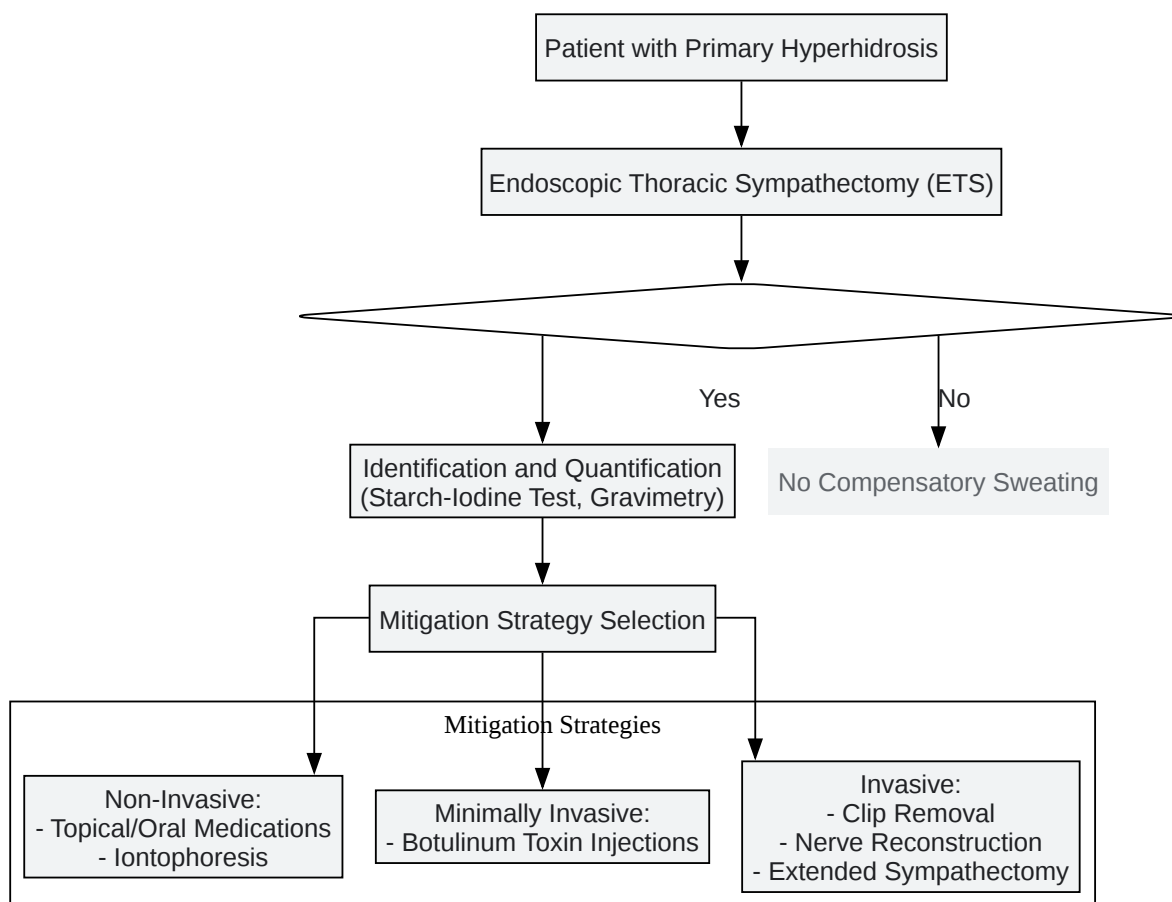 Patient with Primary Hyperhidrosis
Endoscopic Thoracic Sympathectomy (ETS)
Yes
No
Identification and Quantification
(Starch-Iodine Test, Gravimetry)
No Compensatory Sweating
Mitigation Strategy Selection
Mitigation Strategies
Non-Invasive:
- Topical/Oral Medications
- Iontophoresis
Minimally Invasive:
- Botulinum Toxin Injections
Invasive:
- Clip Removal
- Nerve Reconstruction
- Extended Sympathectomy